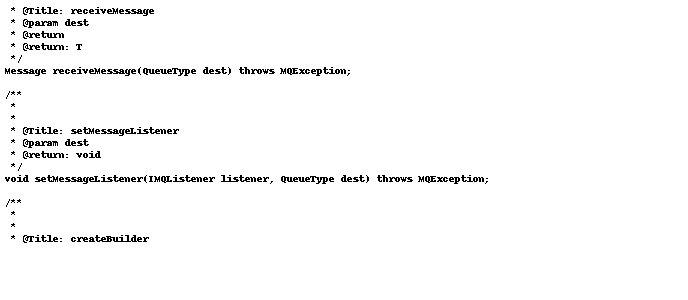 * @Title: receiveMessage
* @param dest
* @return
* @return: T
*/
Message receiveMessage(QueueType dest) throws MQException;
/**
*
*
* @Title: setMessageListener
* @param dest
* @return: void
*/
void setMessageListener(IMQListener listener, QueueType dest) throws MQException;
/**
*
*
* @Title: createBuilder